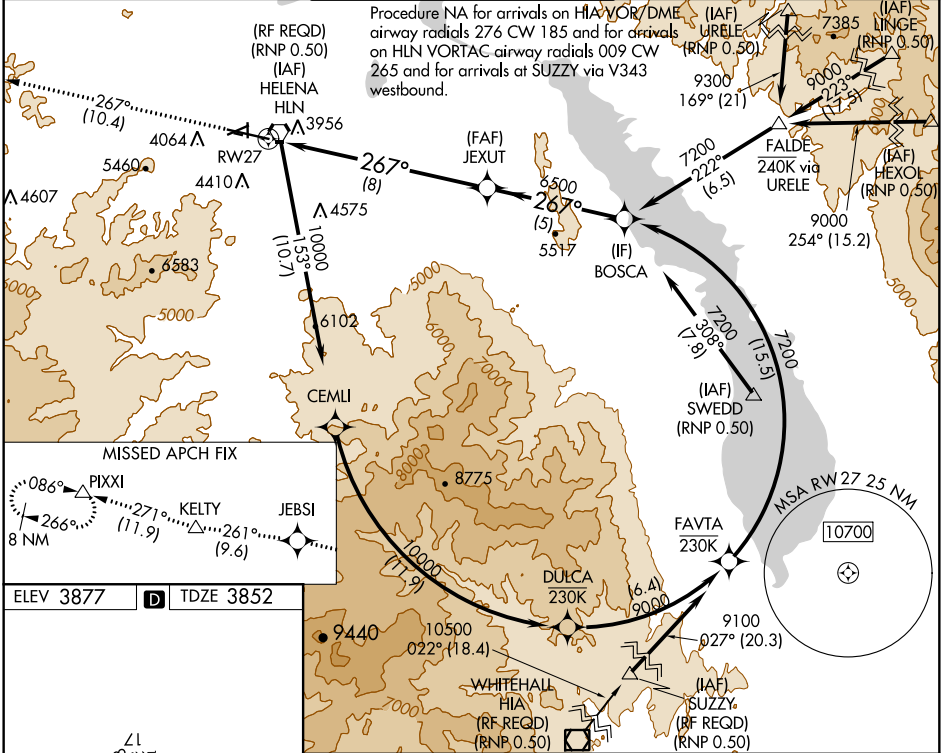 Procedure NA for arrivals on HIA VOR/DME
airway radials 276 CW 185 and for arrivals
on HLN VORTAC airway radials 009 CW
265 and for arrivals at SUZZY via V343
westbound.
(RF REQD)
(RNP 0.50)
(IAF)
HELENA
HLN
(IAF)
URELE
(RNP 0.50)
7385
(IAF)
LINGE
(RNP 0.50)
9300
169° (21)
9000
223°
(17.5)
267°
(10.4)
4064
3956
RW27
5460
4410
4607
4575
(FAF)
JEXUT
267°
(8)
6500
267°
(5)
5517
(IF)
BOSCA
7200
222°
(6.5)
FALDE
240K via
URELE
(IAF)
HEXOL
(RNP 0.50)
9000
254° (15.2)
6583
5000
5000
10000
153°
(10.7)
5000
6000
7000
6102
7200
308°
(7.8)
7200
(15.5)
(IAF)
SWEDD
(RNP 0.50)
CEMLI
8000
8775
MISSED APCH FIX
086°
PIXXI
266°
8 NM
271°
(11.9)
KELTY
261°
(9.6)
JEBSI
10000
(11.9)
DULCA
230K
(6.4)
9000
FAVTA
230K
MSA RW27 25 NM
10700
ELEV 3877
D
TDZE 3852
9440
10500
022° (18.4)
9100
027° (20.3)
WHITEHALL
HIA
(RF REQD)
(RNP 0.50)
(IAF)
SUZZY
(RF REQD)
(RNP 0.50)
17